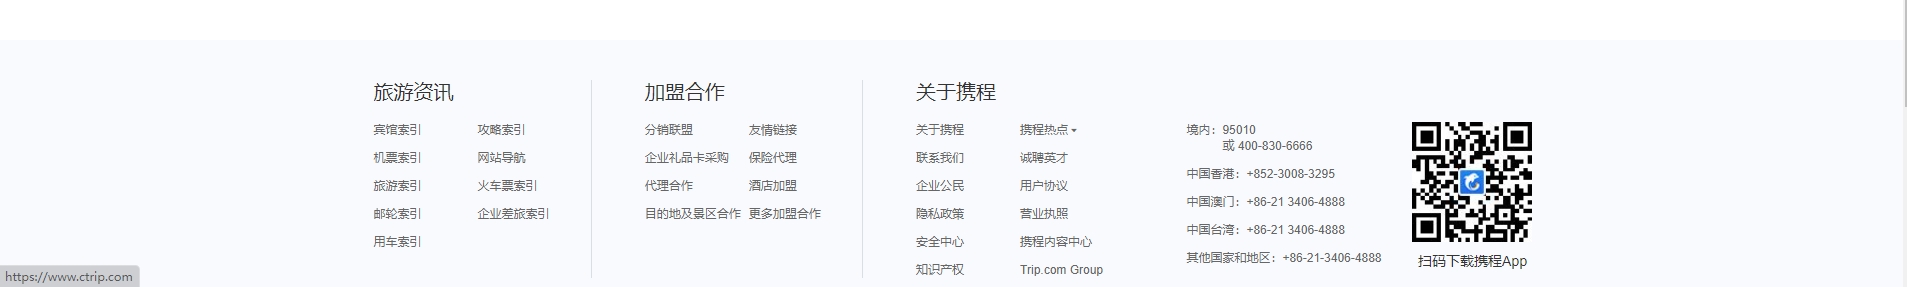 旅游资讯
宾馆索引 攻略索引
机票索引 网站导航
旅游索引 火车票索引
邮轮索引 企业差旅索引
用车索引
加盟合作
分销联盟 友情链接
企业礼品卡采购 保险代理
代理合作 酒店加盟
目的地及景区合作 更多加盟合作
关于携程
关于携程 携程热点
联系我们 诚聘英才
企业公民 用户协议
隐私政策 营业执照
安全中心 携程内容中心
知识产权 Trip.com Group
境内：95010
或 400-830-6666
中国香港：+852-3008-3295
中国澳门：+86-21 3406-4888
中国台湾：+86-21 3406-4888
其他国家和地区：+86-21-3406-4888
扫码下载携程App
https://www.ctrip.com